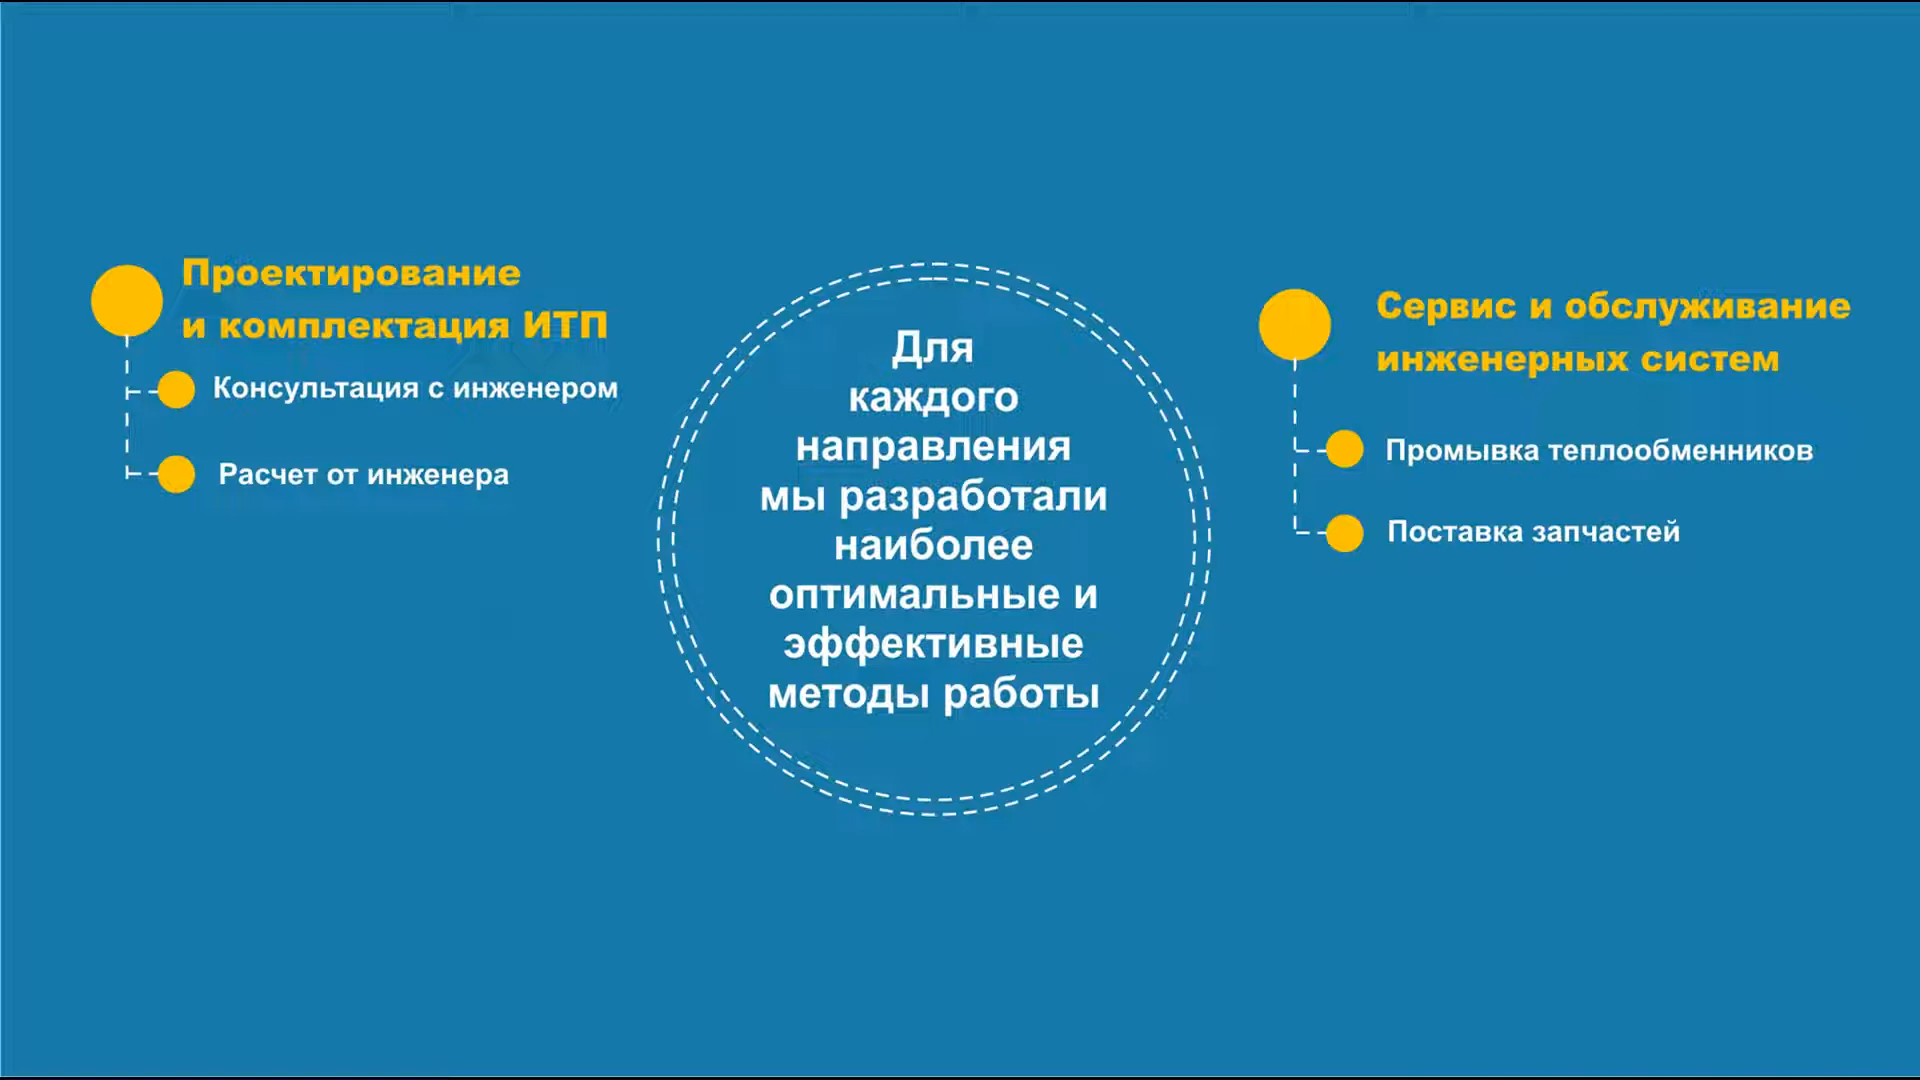 Проектирование
и комплектация ИТП
Консультация с инженером
Расчет от инженера
Для
каждого
направления
мы разработали
наиболее
оптимальные и
эффективные
методы работы
Сервис и обслуживание
инженерных систем
Промывка теплообменников
Поставка запчастей